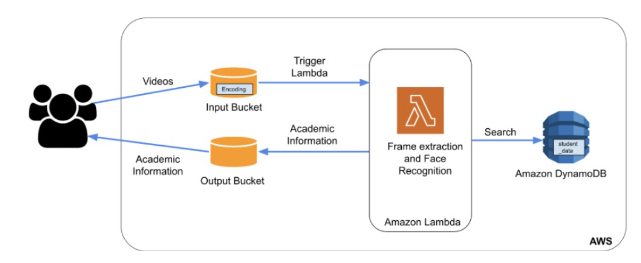 Videos
Encoding
Input Bucket
Trigger
Lambda
Academic
Information
Output Bucket
Academic
Information
Frame extraction
and Face
Recognition
Amazon Lambda
Search
student
_data
Amazon DynamoDB
AWS